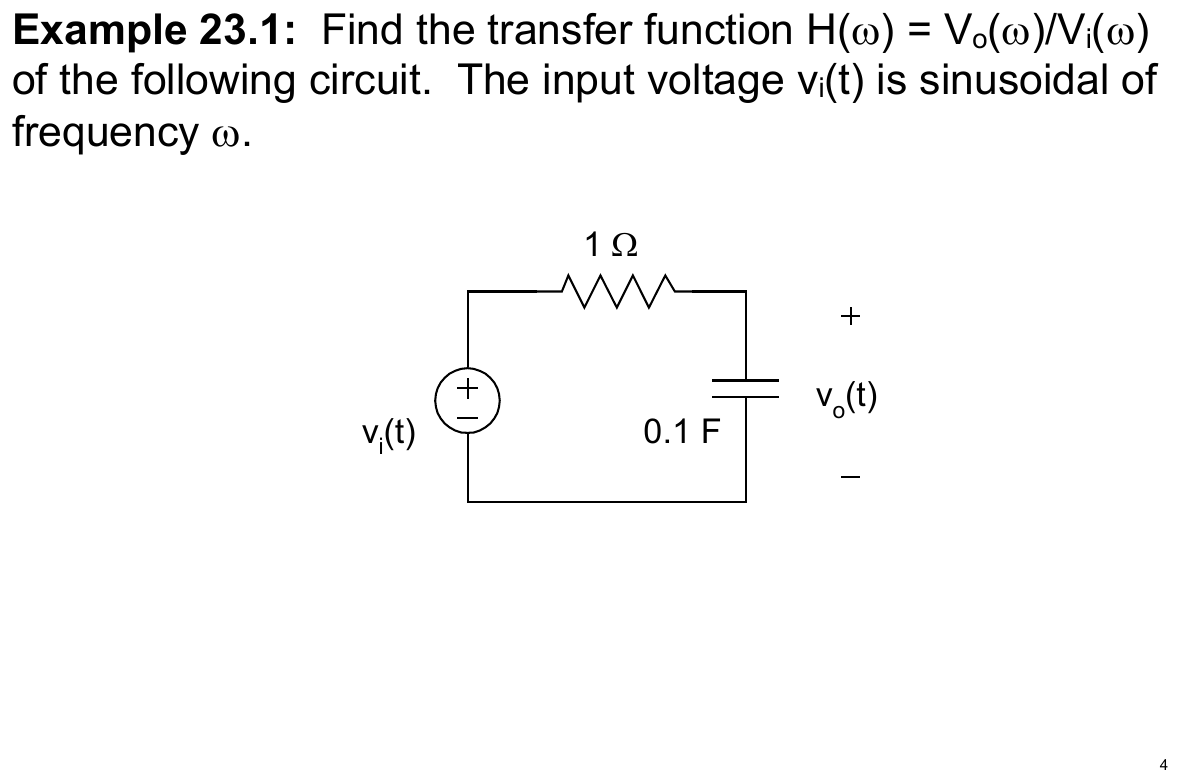 Example 23.1: Find the transfer function H(ω) = Vₒ(ω)/Vᵢ(ω)
of the following circuit. The input voltage vᵢ(t) is sinusoidal of
frequency ω.
1 Ω
+
+
−
vₒ(t)
vᵢ(t)
0.1 F
−
4